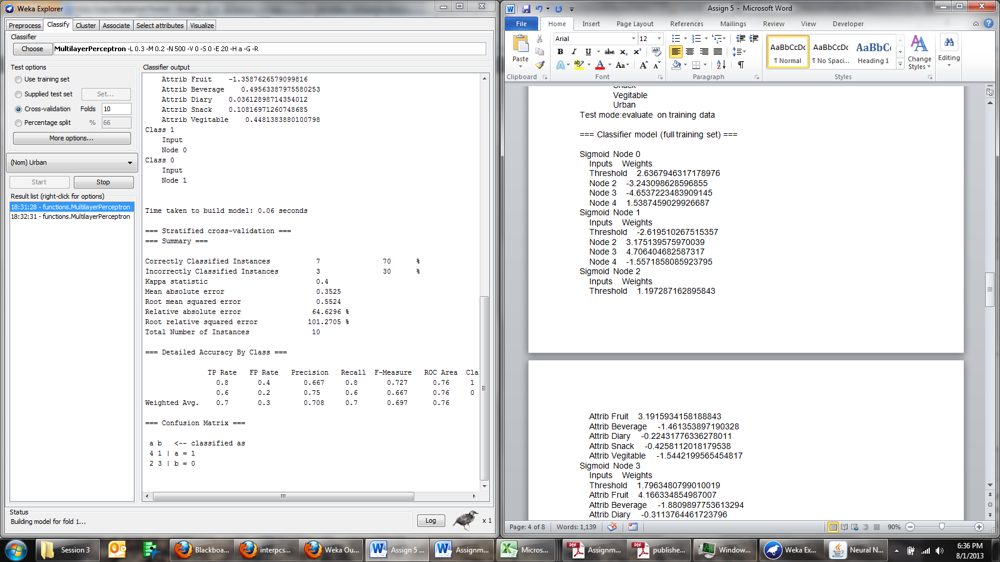 Weka Explorer
Preprocess Classify Cluster Associate Select attributes Visualize
Classifier
Choose MultilayerPerceptron -L 0.3 -M 0.2 -N 500 -V 0 -S 0 -E 20 -H a -G -R
Test options
Use training set
Supplied test set Set...
Cross-validation Folds 10
Percentage split % 66
More options...
(Nom) Urban
Start Stop
Result list (right-click for options)
18:31:28 - functions.MultilayerPerceptron
18:32:31 - functions.MultilayerPerceptron
Classifier output
Attrib Fruit -1.3587626579099816
Attrib Beverage 0.49563387975580253
Attrib Diary 0.03612898714354012
Attrib Snack 0.10816971260748685
Attrib Vegitable 0.4481383880100798
Class 1
Input
Node 0
Class 0
Input
Node 1
Time taken to build model: 0.06 seconds
=== Stratified cross-validation ===
=== Summary ===
Correctly Classified Instances 7 70 %
Incorrectly Classified Instances 3 30 %
Kappa statistic 0.4
Mean absolute error 0.3525
Root mean squared error 0.5524
Relative absolute error 64.6296 %
Root relative squared error 101.2705 %
Total Number of Instances 10
=== Detailed Accuracy By Class ===
TP Rate FP Rate Precision Recall F-Measure ROC Area Cla
0.8 0.4 0.667 0.8 0.727 0.76 1
0.6 0.2 0.75 0.6 0.667 0.76 0
Weighted Avg. 0.7 0.3 0.708 0.7 0.697 0.76
=== Confusion Matrix ===
a b <-- classified as
4 1 | a = 1
2 3 | b = 0
Status
Building model for fold 1...
Log x 1
Assign 5 - Microsoft Word
File Home Insert Page Layout References Mailings Review View Developer
Paste
Clipboard
Arial 12
Font
Paragraph
AaBbCcDc AaBbCcDc AaBbCc
¶ Normal ¶ No Spaci... Heading 1
Change Styles
Styles
Editing
Snack
Vegitable
Urban
Test mode:evaluate on training data
=== Classifier model (full training set) ===
Sigmoid Node 0
Inputs Weights
Threshold 2.6367946317178976
Node 2 -3.243098628596855
Node 3 -4.6537223483909145
Node 4 1.5387459029926687
Sigmoid Node 1
Inputs Weights
Threshold -2.619510267515357
Node 2 3.175139575970039
Node 3 4.706404682587317
Node 4 -1.5571858085923795
Sigmoid Node 2
Inputs Weights
Threshold 1.197287162895843
Attrib Fruit 3.1915934158188843
Attrib Beverage -1.461353897190328
Attrib Diary -0.22431776336278011
Attrib Snack -0.4258112018179538
Attrib Vegitable -1.5442199565454817
Sigmoid Node 3
Inputs Weights
Threshold 1.7963480799010019
Attrib Fruit 4.166334854987007
Attrib Beverage -1.8809897753613294
Attrib Diary -0.3113764461723796
Page: 4 of 8 Words: 1,139 90%
Session 3 Blackboa... interpcs... Weka Ou... Assign 5 ... Assignm... Micros... Assignm... publishe... Window... Weka Ex... Neural N...
6:36 PM
8/1/2013